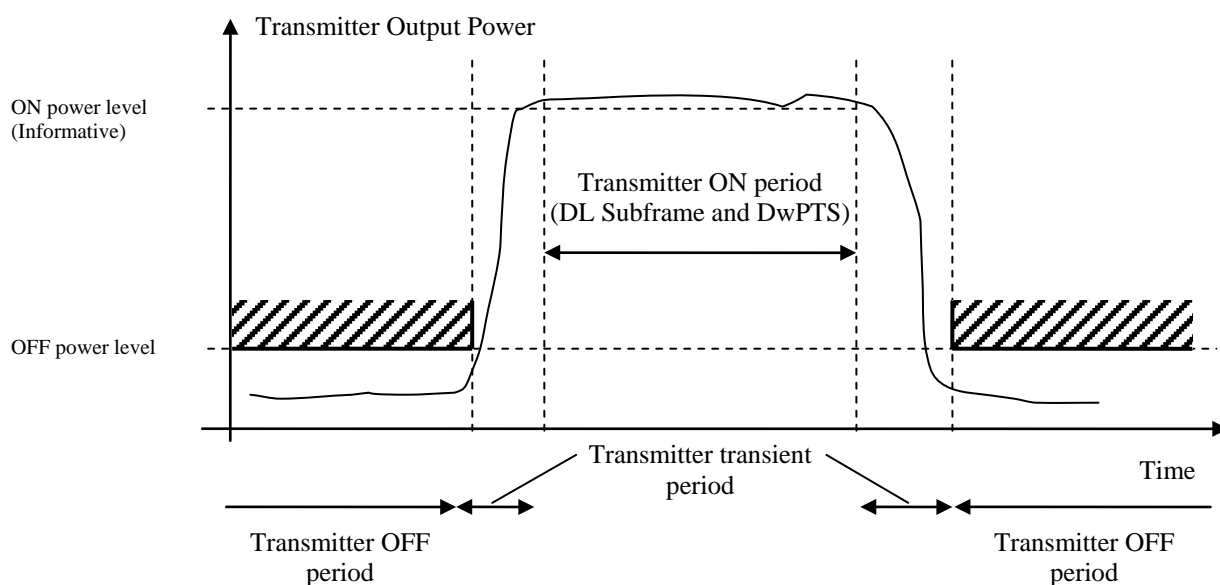 Transmitter Output Power
ON power level
(Informative)
Transmitter ON period
(DL Subframe and DwPTS)
OFF power level
Transmitter transient
period
Time
Transmitter OFF
period
Transmitter OFF
period